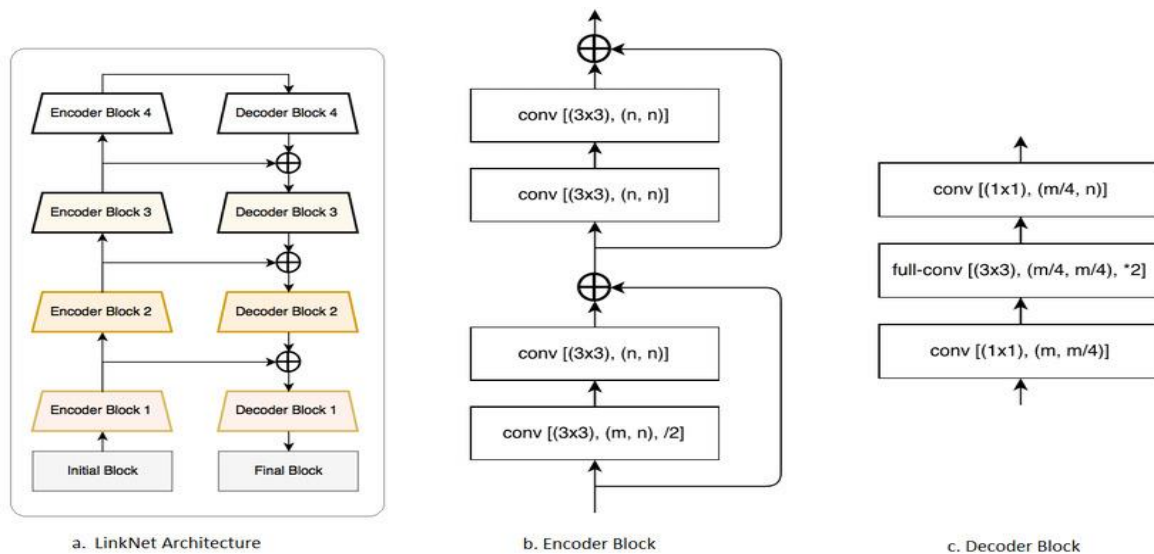 Encoder Block 4
Decoder Block 4
Encoder Block 3
Decoder Block 3
Encoder Block 2
Decoder Block 2
Encoder Block 1
Decoder Block 1
Initial Block
Final Block
a. LinkNet Architecture
conv [(3x3), (n, n)]
conv [(3x3), (n, n)]
conv [(3x3), (n, n)]
conv [(3x3), (m, n), /2]
b. Encoder Block
conv [(1x1), (m/4, n)]
full-conv [(3x3), (m/4, m/4), *2]
conv [(1x1), (m, m/4)]
c. Decoder Block